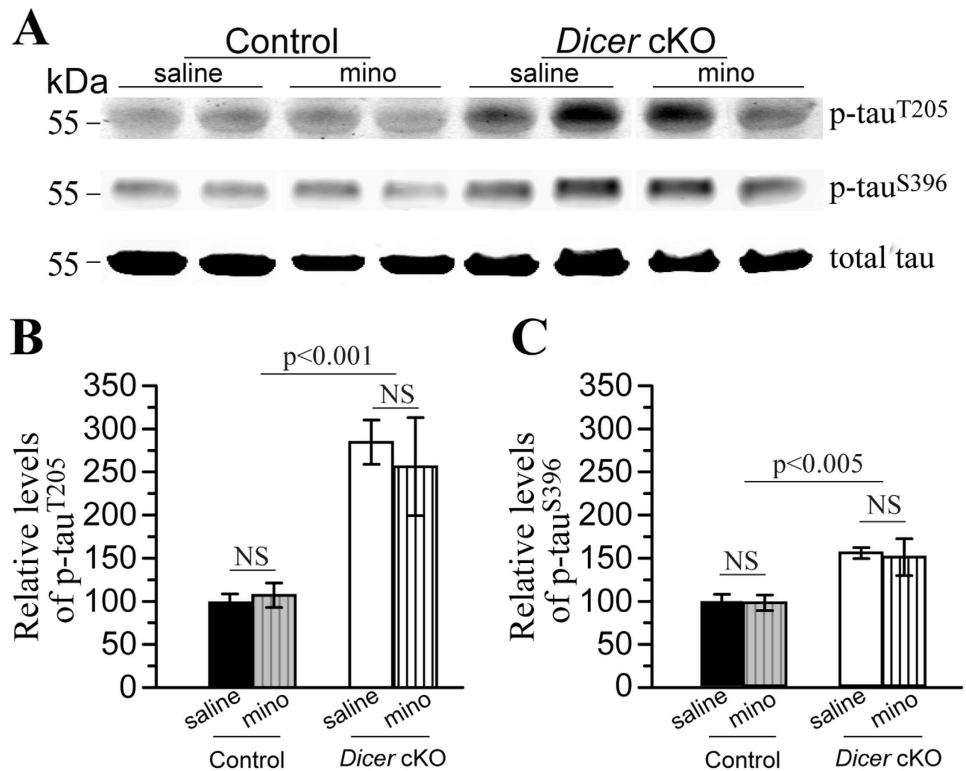 A
Control Dicer cKO
kDa saline mino saline mino
55 p-tau^T205
55 p-tau^S396
55 total tau
B
p<0.001
NS
NS
350
300
250
200
150
100
50
0
Relative levels
of p-tau^T205
saline mino saline mino
Control Dicer cKO
C
p<0.005
NS
NS
350
300
250
200
150
100
50
0
Relative levels
of p-tau^S396
saline mino saline mino
Control Dicer cKO